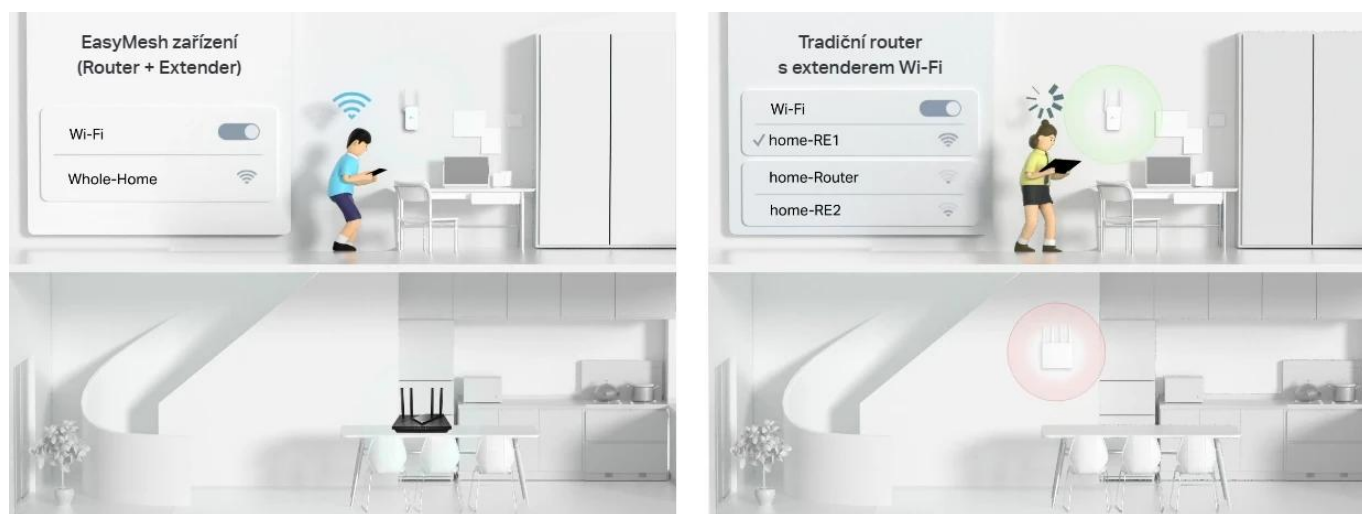 EasyMesh zařízení
(Router + Extender)
Wi-Fi
Whole-Home
Tradiční router
s extenderem Wi-Fi
Wi-Fi
home-RE1
home-Router
home-RE2